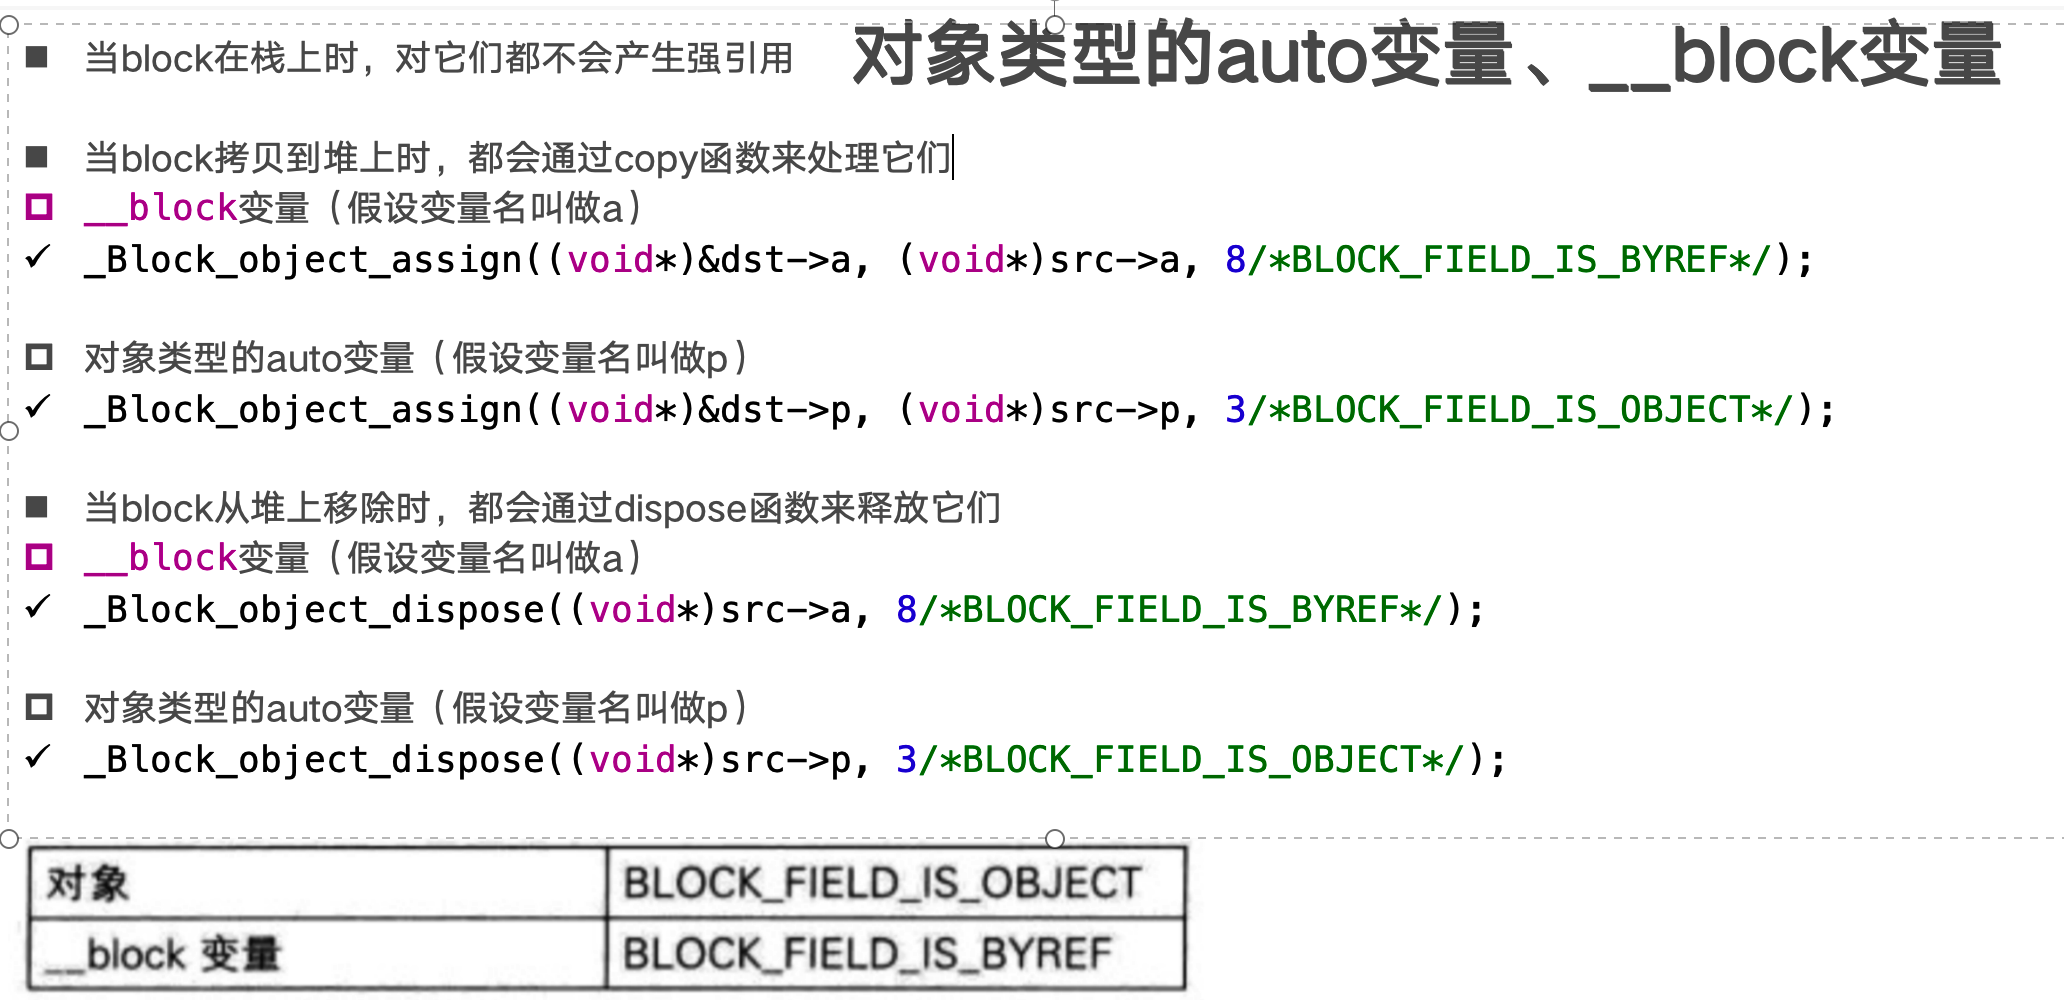 对象类型的auto变量、__block变量
■ 当block在栈上时，对它们都不会产生强引用
■ 当block拷贝到堆上时，都会通过copy函数来处理它们
__block变量（假设变量名叫做a）
✓ _Block_object_assign((void*)&dst->a, (void*)src->a, 8/*BLOCK_FIELD_IS_BYREF*/);
对象类型的auto变量（假设变量名叫做p）
✓ _Block_object_assign((void*)&dst->p, (void*)src->p, 3/*BLOCK_FIELD_IS_OBJECT*/);
■ 当block从堆上移除时，都会通过dispose函数来释放它们
__block变量（假设变量名叫做a）
✓ _Block_object_dispose((void*)src->a, 8/*BLOCK_FIELD_IS_BYREF*/);
对象类型的auto变量（假设变量名叫做p）
✓ _Block_object_dispose((void*)src->p, 3/*BLOCK_FIELD_IS_OBJECT*/);
对象 BLOCK_FIELD_IS_OBJECT
__block 变量 BLOCK_FIELD_IS_BYREF